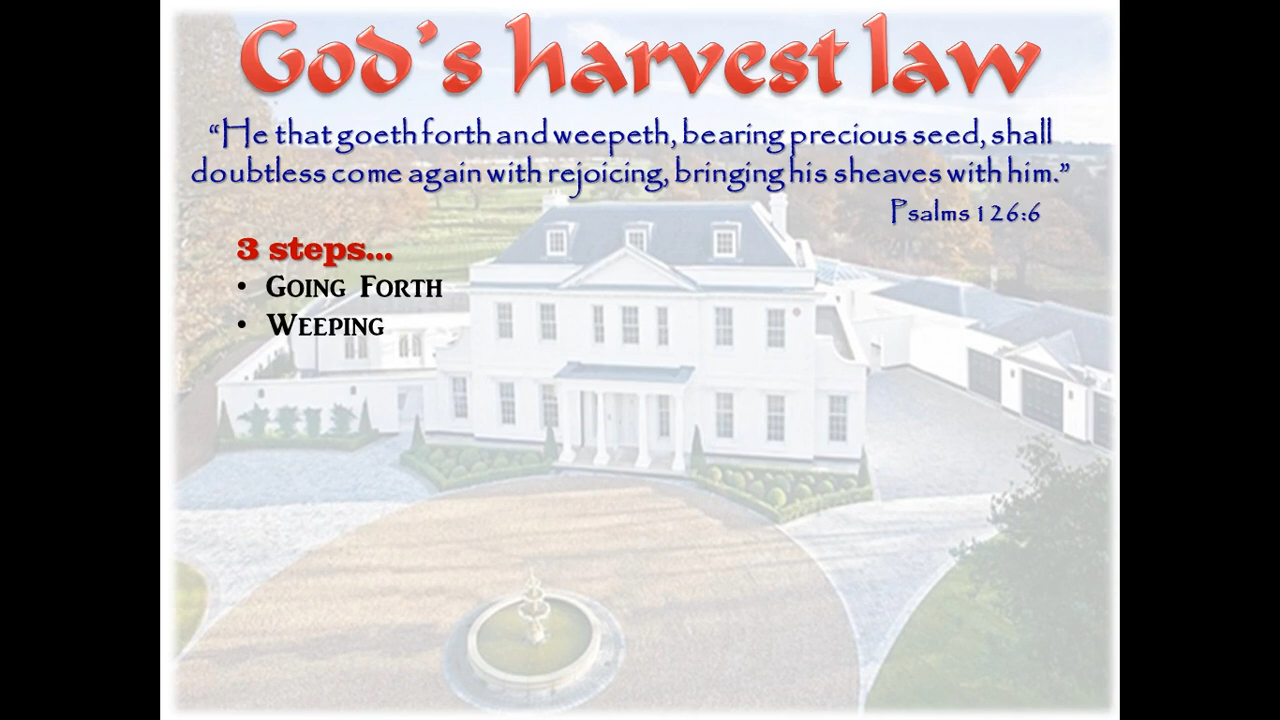 God's harvest law
“He that goeth forth and weepeth, bearing precious seed, shall
doubtless come again with rejoicing, bringing his sheaves with him.”
Psalms 126:6
3 steps...
• Going Forth
• Weeping